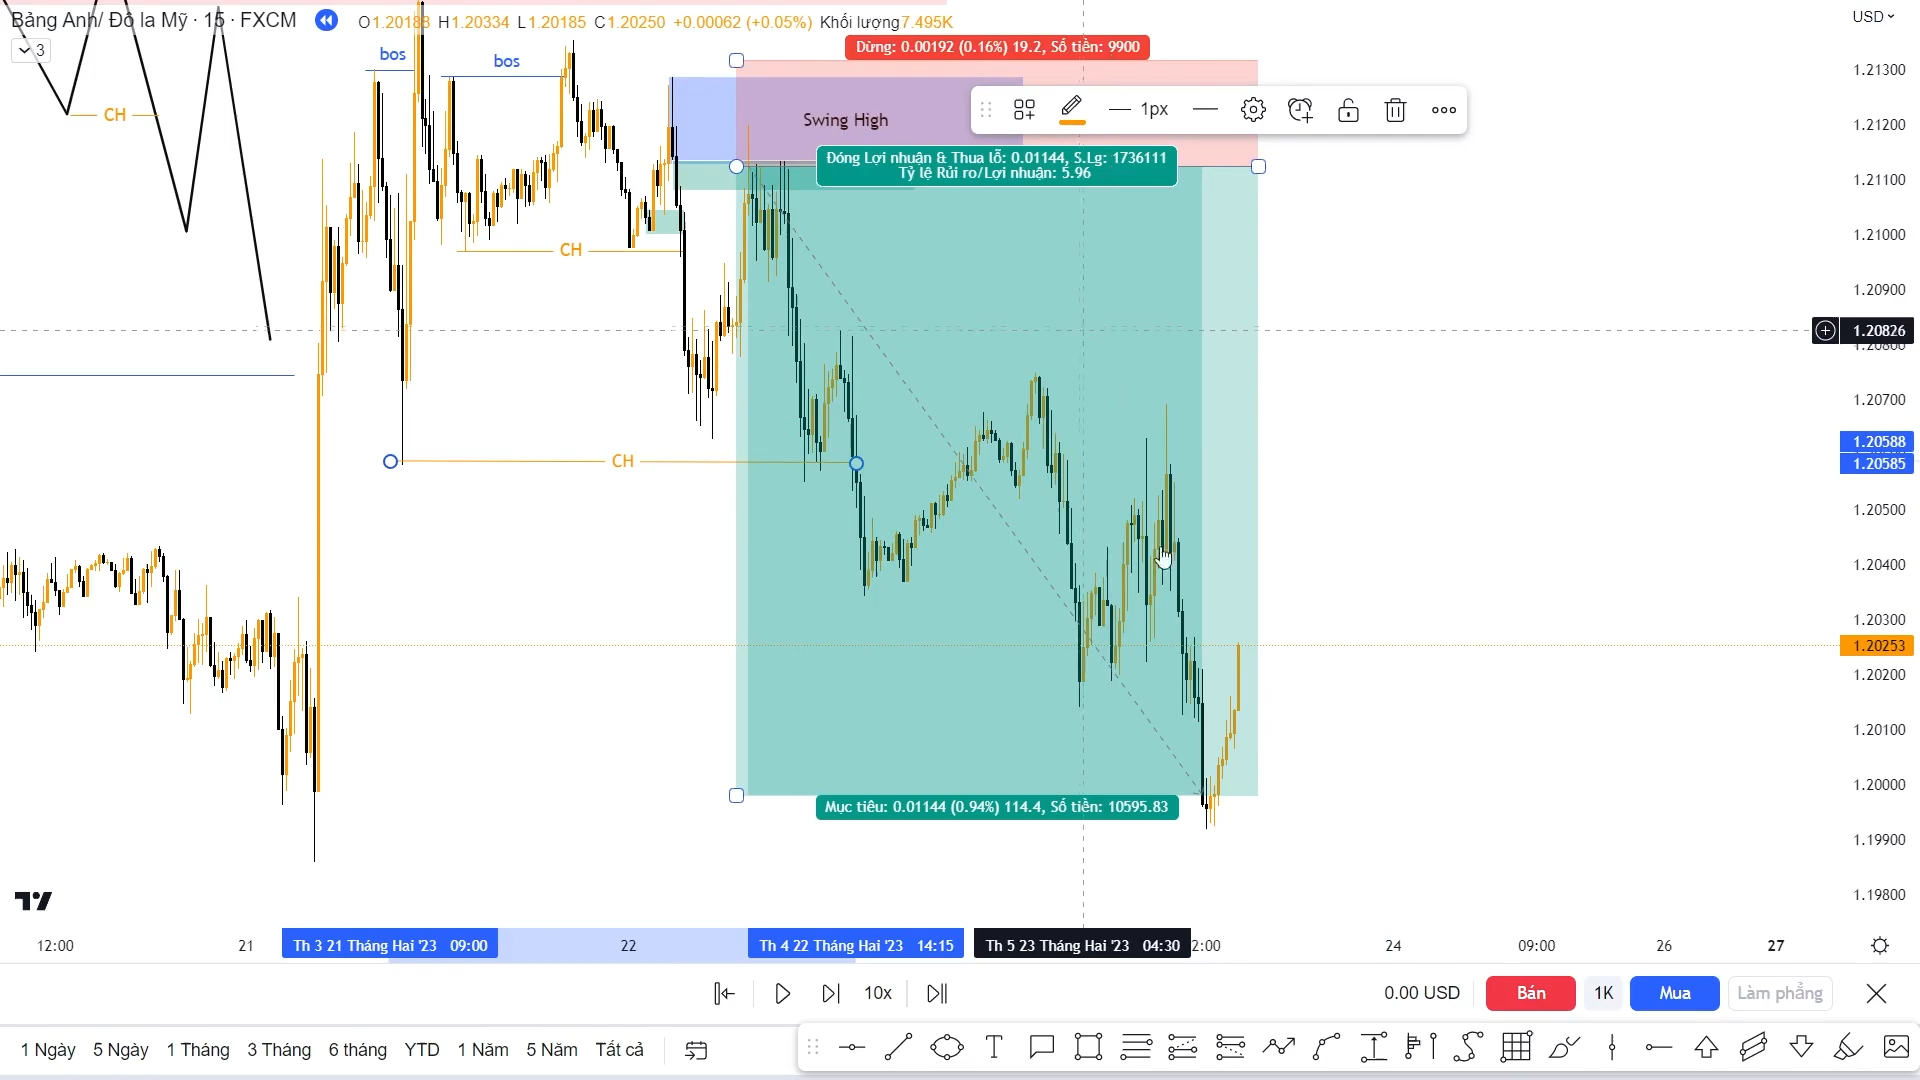 Bảng Anh/ Đô la Mỹ · 15 · FXCM
O1.20188 H1.20334 L1.20185 C1.20250 +0.00062 (+0.05%) Khối lượng7.495K
USD
3
bos
bos
CH
CH
CH
Dừng: 0.00192 (0.16%) 19.2, Số tiền: 9900
Swing High
1px
Đóng Lợi nhuận & Thua lỗ: 0.01144, S.Lg: 1736111
Tỷ lệ Rủi ro/Lợi nhuận: 5.96
Mục tiêu: 0.01144 (0.94%) 114.4, Số tiền: 10595.83
1.21300
1.21200
1.21100
1.21000
1.20900
1.20826
1.20800
1.20700
1.20588
1.20585
1.20500
1.20400
1.20300
1.20253
1.20200
1.20100
1.20000
1.19900
1.19800
12:00
21
Th 3 21 Tháng Hai '23 09:00
22
Th 4 22 Tháng Hai '23 14:15
Th 5 23 Tháng Hai '23 04:30
2:00
24
09:00
26
27
10x
0.00 USD
Bán
1K
Mua
Làm phẳng
1 Ngày 5 Ngày 1 Tháng 3 Tháng 6 tháng YTD 1 Năm 5 Năm Tất cả